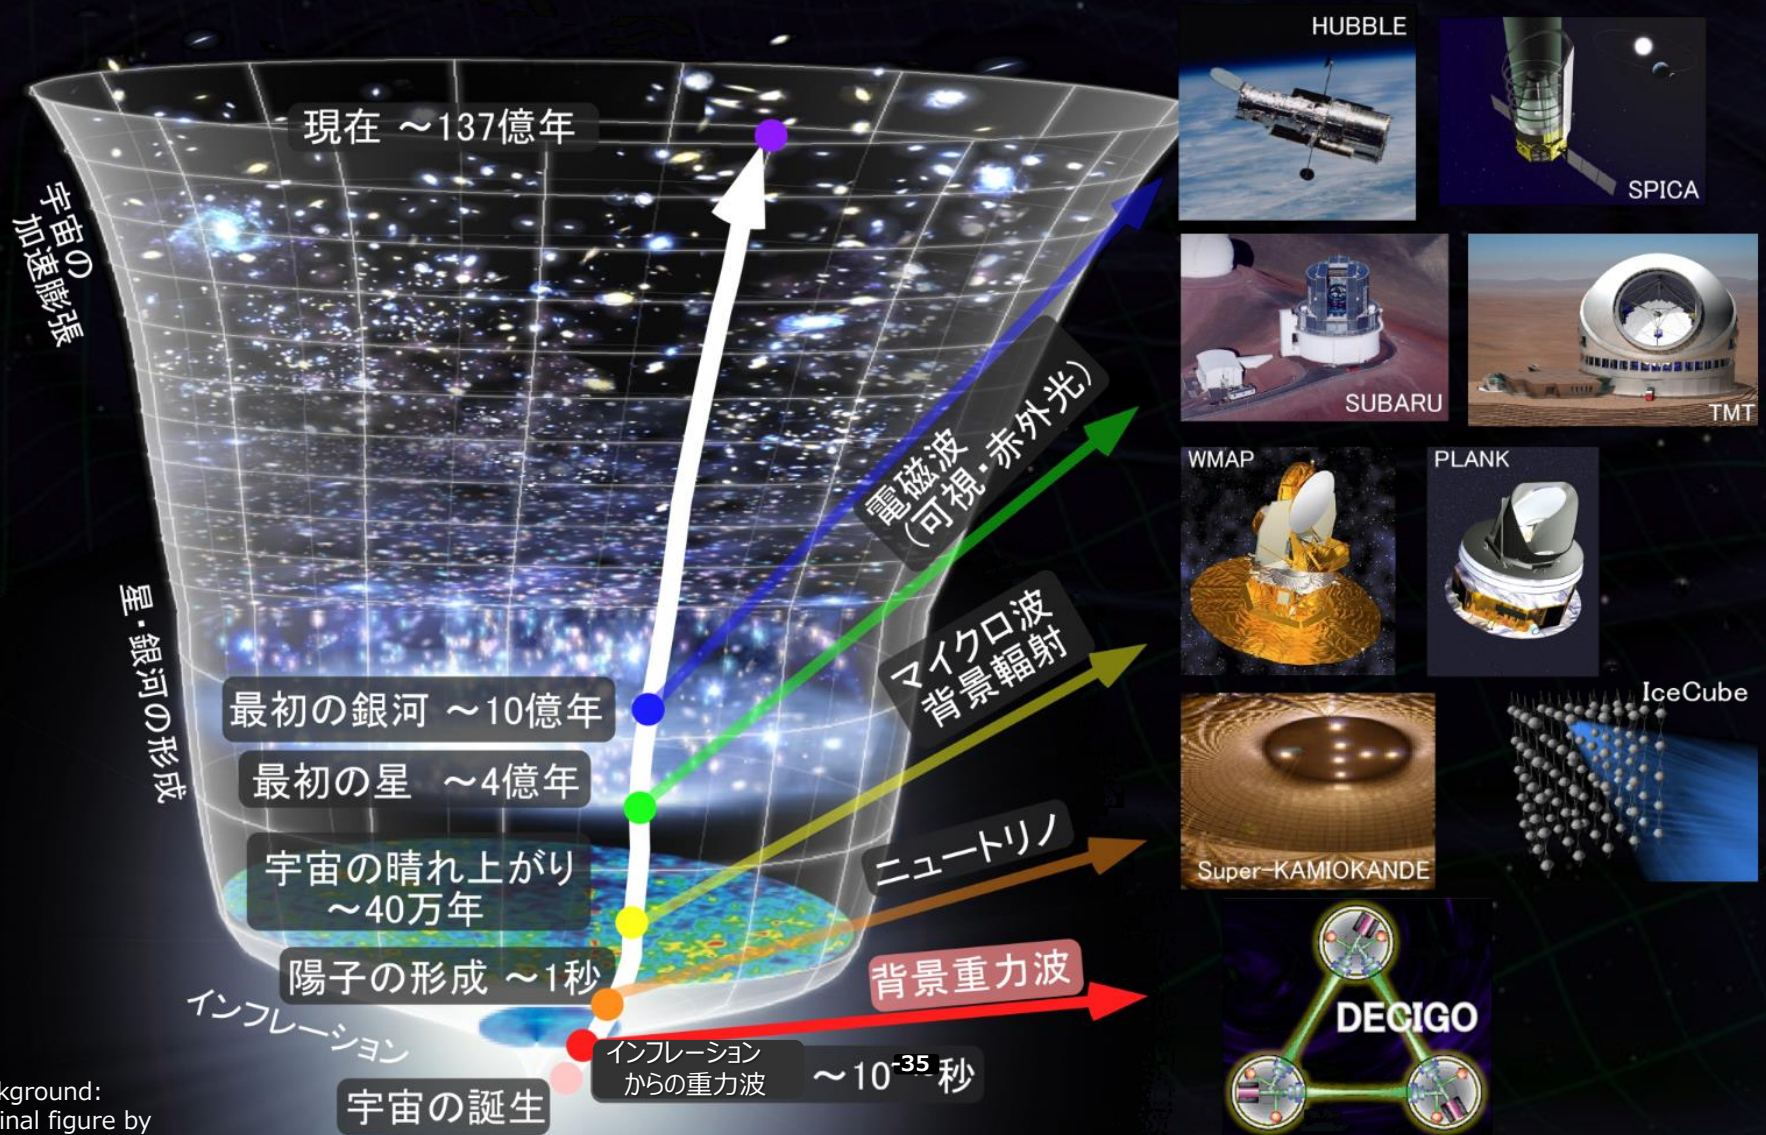 現在 ～137億年
宇宙の
加速膨張
星・銀河の形成
最初の銀河 ～10億年
最初の星 ～4億年
宇宙の晴れ上がり
～40万年
陽子の形成 ～1秒
インフレーション
インフレーション
からの重力波
～10-35秒
宇宙の誕生
電磁波
(可視・赤外光)
マイクロ波
背景輻射
ニュートリノ
背景重力波
HUBBLE
SPICA
SUBARU
TMT
WMAP
PLANK
Super-KAMIOKANDE
IceCube
DECIGO
kground:
inal figure by